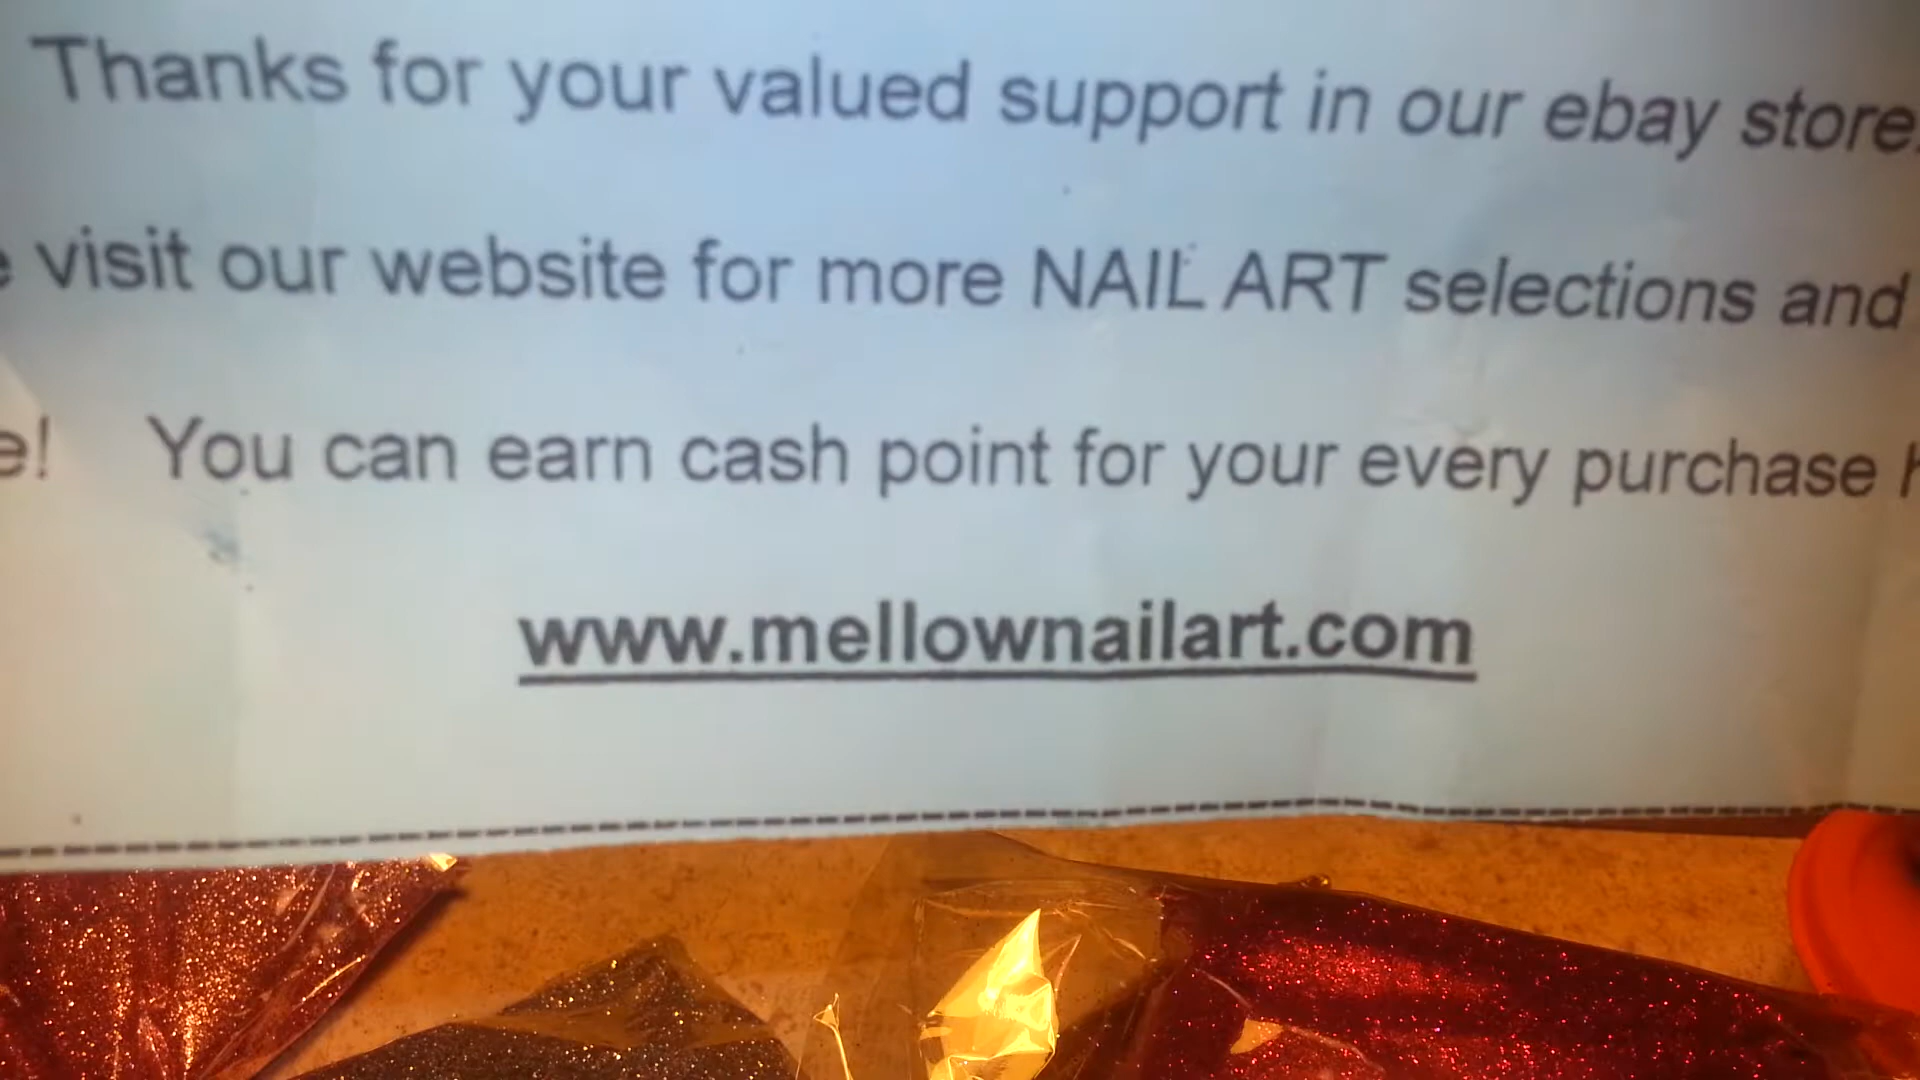 Thanks for your valued support in our ebay store.
visit our website for more NAIL ART selections and
e! You can earn cash point for your every purchase
www.mellownailart.com